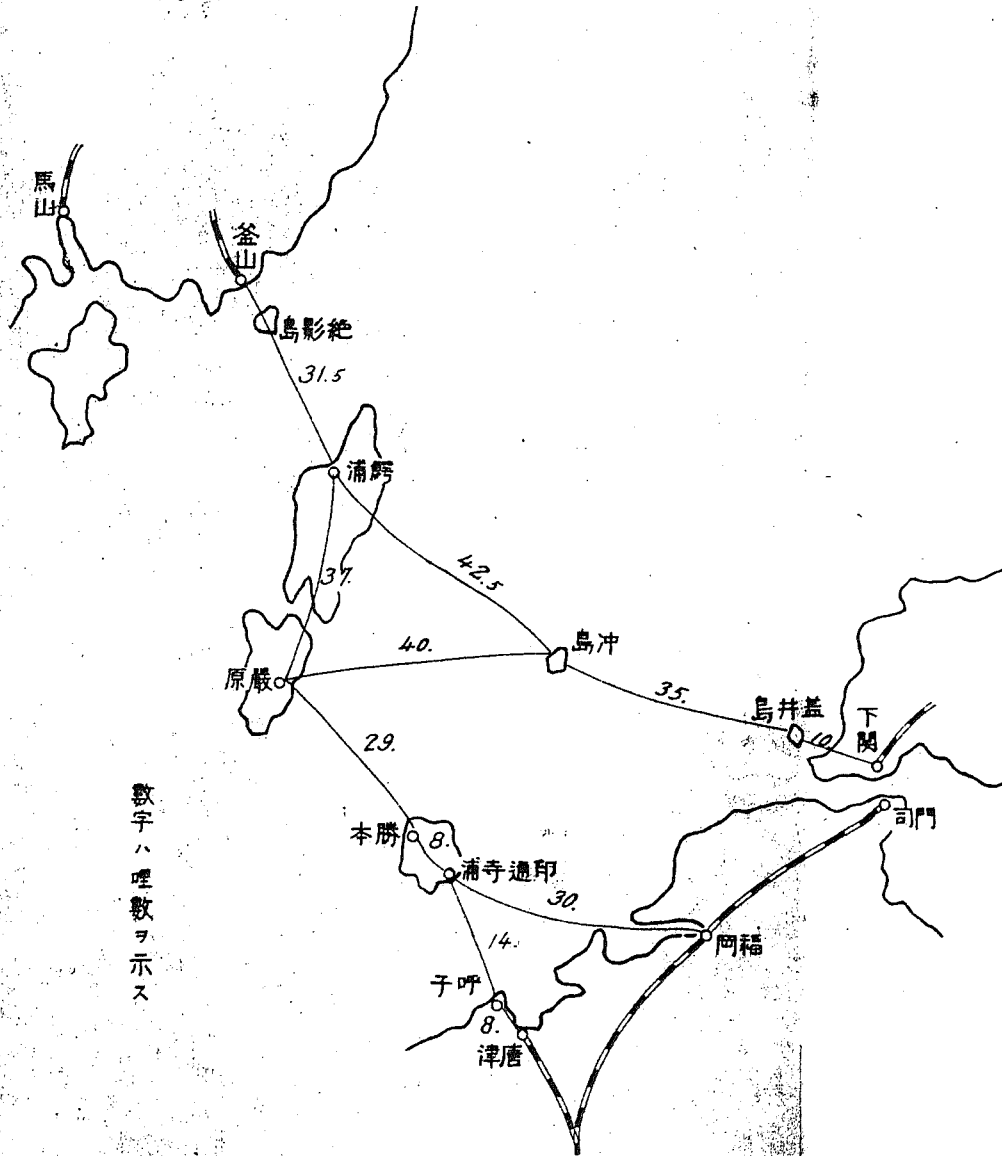 馬山
釜山
島影絶
31.5
浦鰐
37.
42.5
40.
島冲
原嚴
35.
島井蓋
10.
下関
29.
司門
本勝
8.
浦寺通印
30.
岡福
14.
子呼
8.
津唐
數字ハ哩數ヲ示ス